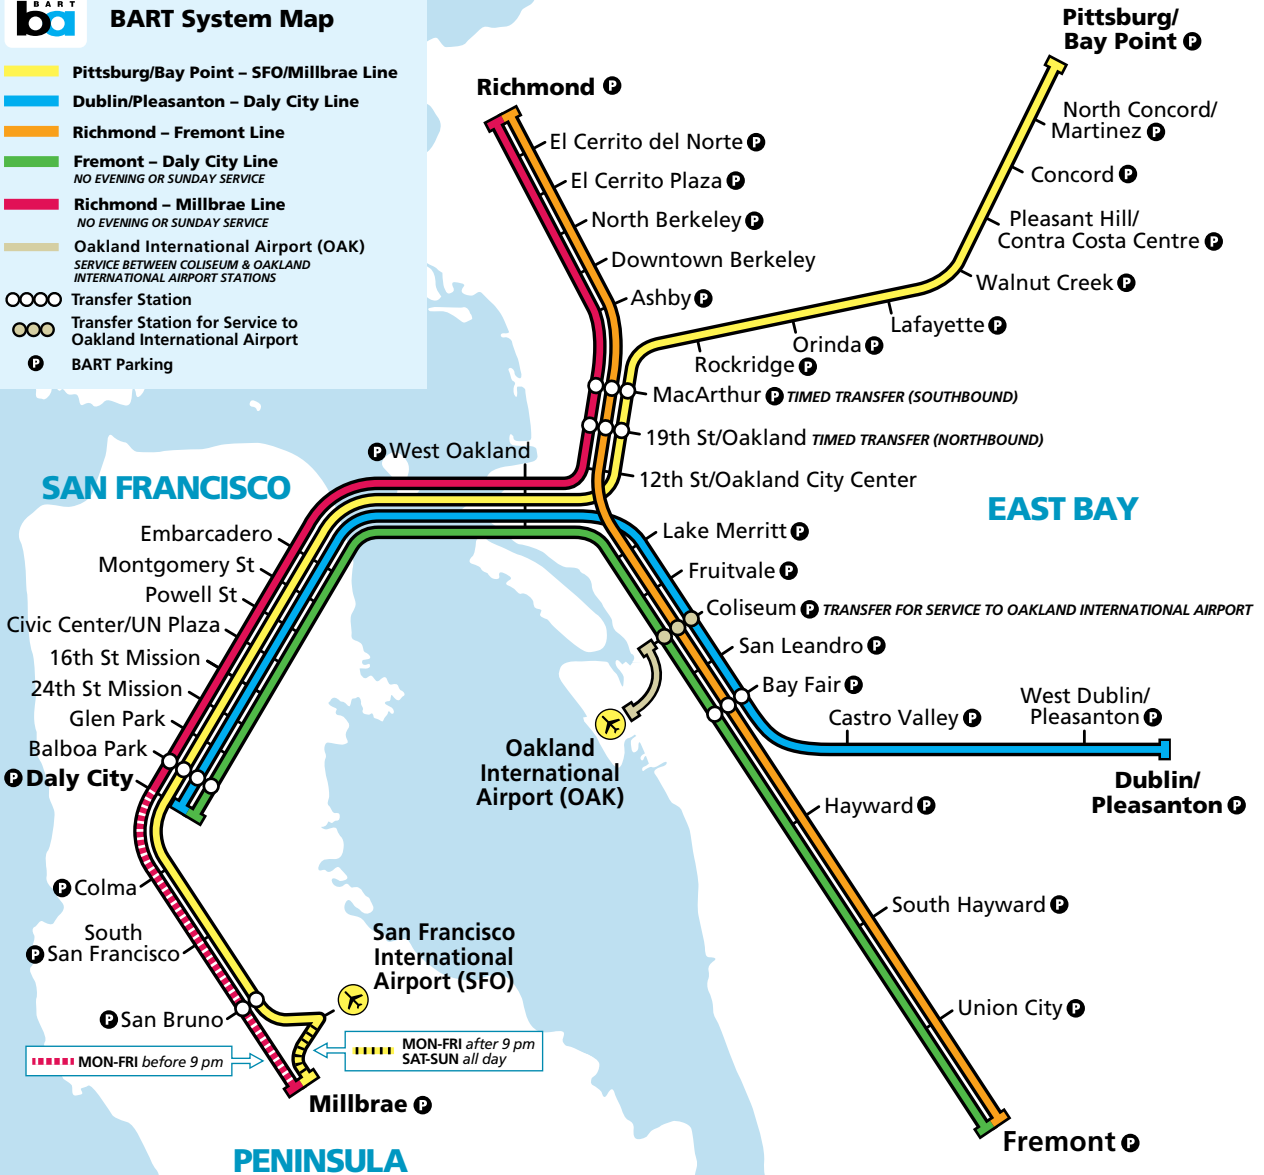 BART
ba
BART System Map
Pittsburg/Bay Point – SFO/Millbrae Line
Dublin/Pleasanton – Daly City Line
Richmond – Fremont Line
Fremont – Daly City Line
NO EVENING OR SUNDAY SERVICE
Richmond – Millbrae Line
NO EVENING OR SUNDAY SERVICE
Oakland International Airport (OAK)
SERVICE BETWEEN COLISEUM & OAKLAND
INTERNATIONAL AIRPORT STATIONS
Transfer Station
Transfer Station for Service to
Oakland International Airport
P BART Parking
Pittsburg/
Bay Point P
Richmond P
North Concord/
Martinez P
El Cerrito del Norte P
Concord P
El Cerrito Plaza P
North Berkeley P
Pleasant Hill/
Contra Costa Centre P
Downtown Berkeley
Walnut Creek P
Ashby P
Lafayette P
Orinda P
Rockridge P
MacArthur P TIMED TRANSFER (SOUTHBOUND)
19th St/Oakland TIMED TRANSFER (NORTHBOUND)
P West Oakland
12th St/Oakland City Center
SAN FRANCISCO
EAST BAY
Embarcadero
Lake Merritt P
Montgomery St
Fruitvale P
Powell St
Coliseum P TRANSFER FOR SERVICE TO OAKLAND INTERNATIONAL AIRPORT
Civic Center/UN Plaza
San Leandro P
16th St Mission
24th St Mission
Bay Fair P
Glen Park
Castro Valley P
West Dublin/
Pleasanton P
Balboa Park
P Daly City
Oakland
International
Airport (OAK)
Dublin/
Pleasanton P
Hayward P
P Colma
South Hayward P
South
P San Francisco
San Francisco
International
Airport (SFO)
P San Bruno
Union City P
MON-FRI before 9 pm
MON-FRI after 9 pm
SAT-SUN all day
Millbrae P
Fremont P
PENINSULA